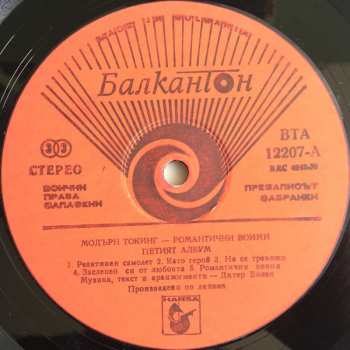 Балкантон
33
СТЕРЕО
ВТА
12207-А
ВСИЧКИ
ПРАВА
ЗАПАЗЕНИ
ПРЕЗАПИСЪТ
ЗАБРАНЕН
МОДЪРН ТОКИНГ — РОМАНТИЧНИ ВОИНИ
ПЕТИЯТ АЛБУМ
1. Реактивен самолет 2. Като герой 3. Не се тревожи
4. Заслепен си от любовта 5. Романтични воини
Музика, текст и аранжименти — Дитер Болен
Произведено по лиценз
HANSA